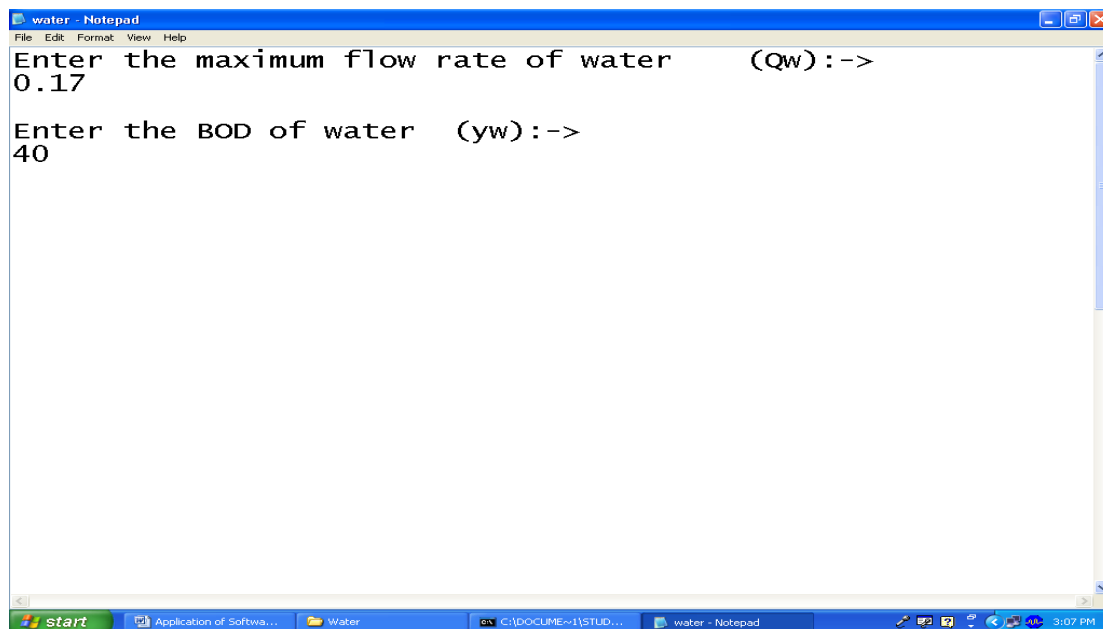 water - Notepad
File Edit Format View Help
Enter the maximum flow rate of water (Qw):->
0.17
Enter the BOD of water (yw):->
40
start Application of Softwa... Water C:\DOCUME~1\STUD... water - Notepad 3:07 PM